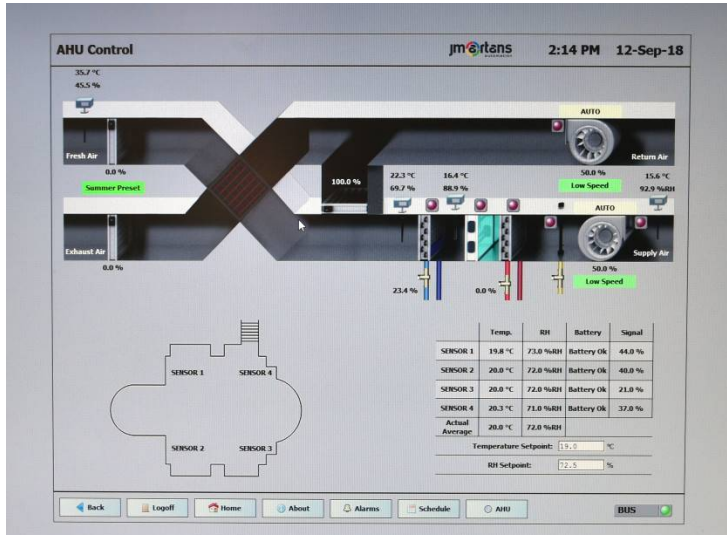 AHU Control
jmartans
AUTOMATION
2:14 PM 12-Sep-18
35.7 °C
45.5 %
AUTO
Fresh Air
Return Air
0.0 %
Summer Preset
100.0 %
22.3 °C
69.7 %
16.4 °C
88.9 %
50.0 %
Low Speed
15.6 °C
92.9 %RH
AUTO
Exhaust Air
Supply Air
0.0 %
50.0 %
Low Speed
23.4 %
0.0 %
Temp. RH Battery Signal
SENSOR 1 19.8 °C 73.0 %RH Battery Ok 44.0 %
SENSOR 2 20.0 °C 72.0 %RH Battery Ok 40.0 %
SENSOR 3 20.0 °C 72.0 %RH Battery Ok 21.0 %
SENSOR 4 20.3 °C 71.0 %RH Battery Ok 37.0 %
Actual Average 20.0 °C 72.0 %RH
Temperature Setpoint: 19.0 °C
RH Setpoint: 72.5 %
SENSOR 1 SENSOR 4
SENSOR 2 SENSOR 3
Back Logoff Home About Alarms Schedule AHU BUS